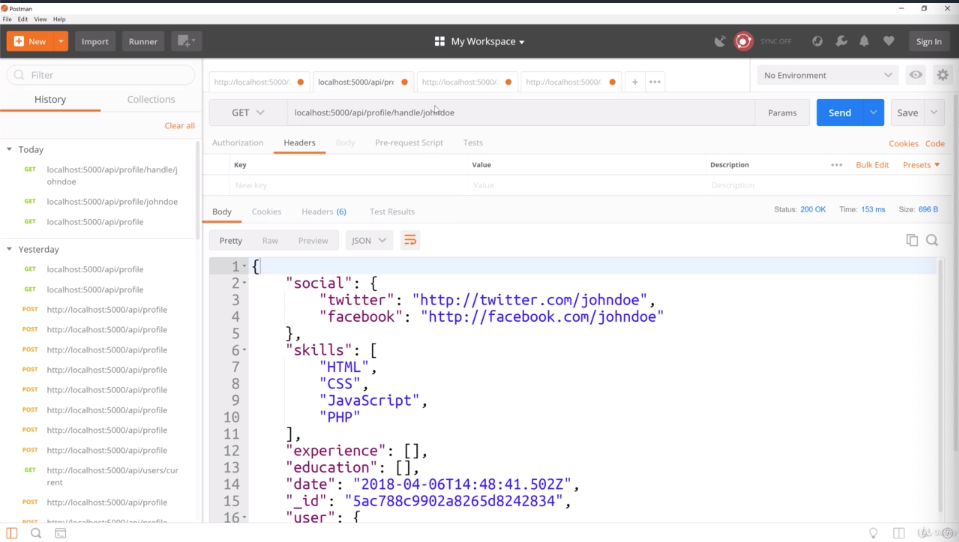 Postman
File Edit View Help
New
Import
Runner
My Workspace
SYNC OFF
Sign In
Filter
History
Collections
Clear all
Today
GET localhost:5000/api/profile/handle/j
ohndoe
GET localhost:5000/api/profile/johndoe
GET localhost:5000/api/profile
Yesterday
GET localhost:5000/api/profile
GET localhost:5000/api/profile
POST http://localhost:5000/api/profile
POST http://localhost:5000/api/profile
POST http://localhost:5000/api/profile
POST http://localhost:5000/api/profile
POST http://localhost:5000/api/profile
POST http://localhost:5000/api/profile
POST http://localhost:5000/api/profile
POST http://localhost:5000/api/profile
GET http://localhost:5000/api/users/cur
rent
POST http://localhost:5000/api/profile
POST http://localhost:5000/api/profile
http://localhost:5000/
localhost:5000/api/pr
http://localhost:5000/
http://localhost:5000/
No Environment
GET
localhost:5000/api/profile/handle/johndoe
Params
Send
Save
Authorization
Headers
Body
Pre-request Script
Tests
Cookies
Code
Key
Value
Description
Bulk Edit
Presets
New key
Value
Description
Body
Cookies
Headers (6)
Test Results
Status: 200 OK
Time: 153 ms
Size: 696 B
Pretty
Raw
Preview
JSON
1 {
2 "social": {
3 "twitter": "http://twitter.com/johndoe",
4 "facebook": "http://facebook.com/johndoe"
5 },
6 "skills": [
7 "HTML",
8 "CSS",
9 "JavaScript",
10 "PHP"
11 ],
12 "experience": [],
13 "education": [],
14 "date": "2018-04-06T14:48:41.502Z",
15 "_id": "5ac788c9902a8265d8242834",
16 "user": {